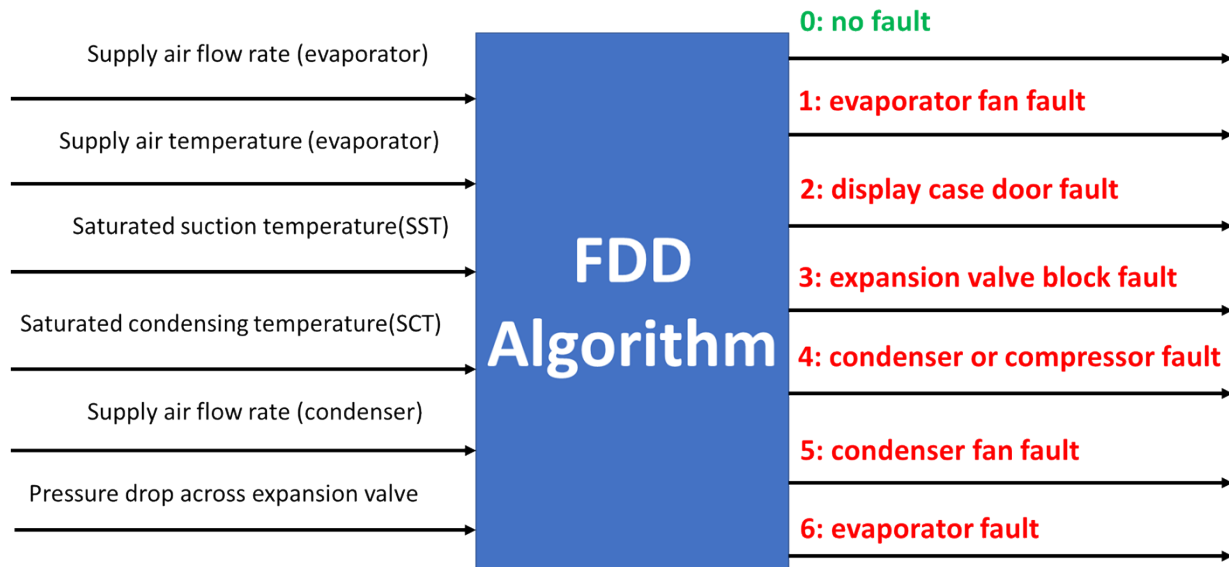 Supply air flow rate (evaporator)
Supply air temperature (evaporator)
Saturated suction temperature(SST)
Saturated condensing temperature(SCT)
Supply air flow rate (condenser)
Pressure drop across expansion valve
FDD
Algorithm
0: no fault
1: evaporator fan fault
2: display case door fault
3: expansion valve block fault
4: condenser or compressor fault
5: condenser fan fault
6: evaporator fault